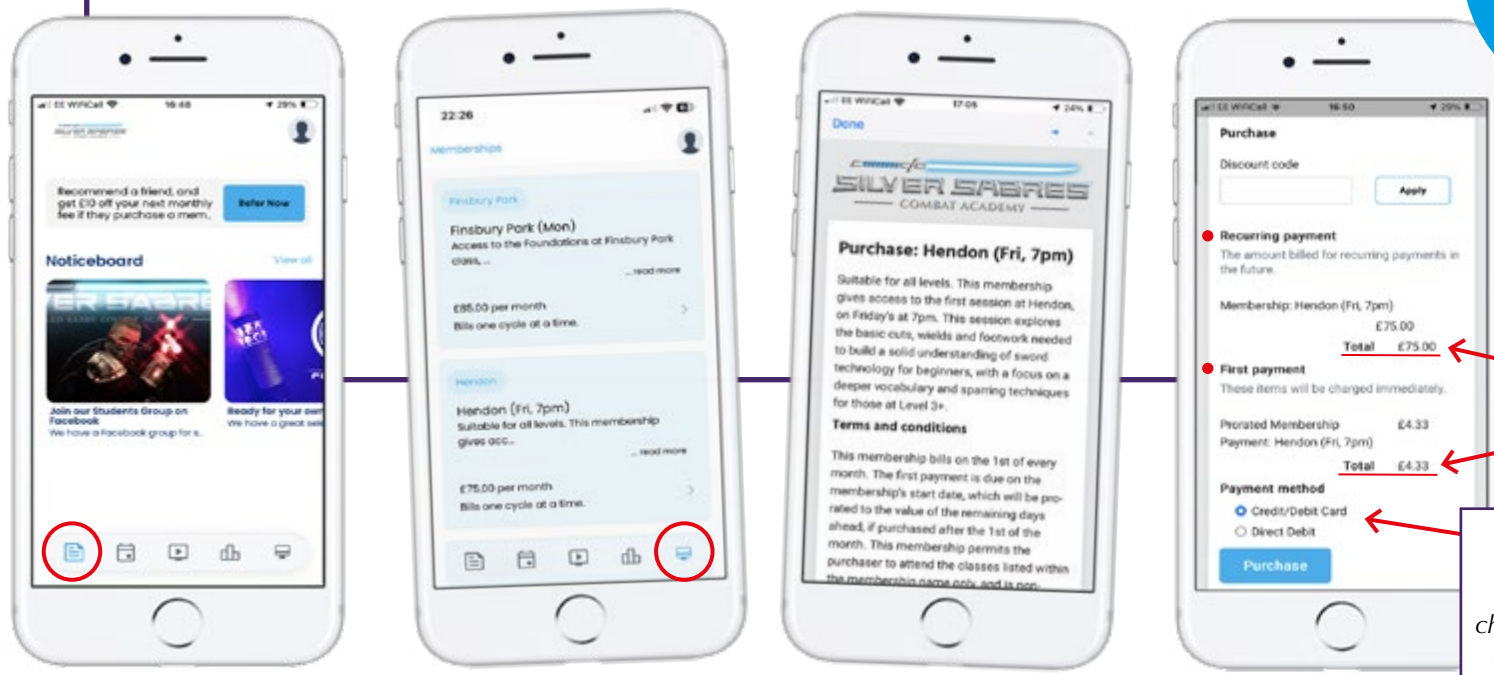 EE WiFiCall 16:48 29%
SILVER SABRES
Recommend a friend, and
get £10 off your next monthly
fee if they purchase a mem..
Refer Now
Noticeboard
View all
Join our Students Group on
Facebook
We have a Facebook group for s..
Ready for your own
We have a great sele
22:26
Memberships
Finsbury Park
Finsbury Park (Mon)
Access to the Foundations at Finsbury Park
class, ...
... read more
£85.00 per month
Bills one cycle at a time.
Hendon
Hendon (Fri, 7pm)
Suitable for all levels. This membership
gives acc...
... read more
£75.00 per month
Bills one cycle at a time.
EE WiFiCall 17:05 24%
Done
SILVER SABRES
COMBAT ACADEMY
Purchase: Hendon (Fri, 7pm)
Suitable for all levels. This membership
gives access to the first session at Hendon,
on Friday's at 7pm. This session explores
the basic cuts, wields and footwork needed
to build a solid understanding of sword
technology for beginners, with a focus on a
deeper vocabulary and sparring techniques
for those at Level 3+.
Terms and conditions
This membership bills on the 1st of every
month. The first payment is due on the
membership's start date, which will be pro-
rated to the value of the remaining days
ahead, if purchased after the 1st of the
month. This membership permits the
purchaser to attend the classes listed within
the membership name only, and is non-
EE WiFiCall 16:50 29%
Purchase
Discount code
Apply
Recurring payment
The amount billed for recurring payments in
the future.
Membership: Hendon (Fri, 7pm)
£75.00
Total £75.00
First payment
These items will be charged immediately.
Prorated Membership £4.33
Payment: Hendon (Fri, 7pm)
Total £4.33
Payment method
Credit/Debit Card
Direct Debit
Purchase
ch